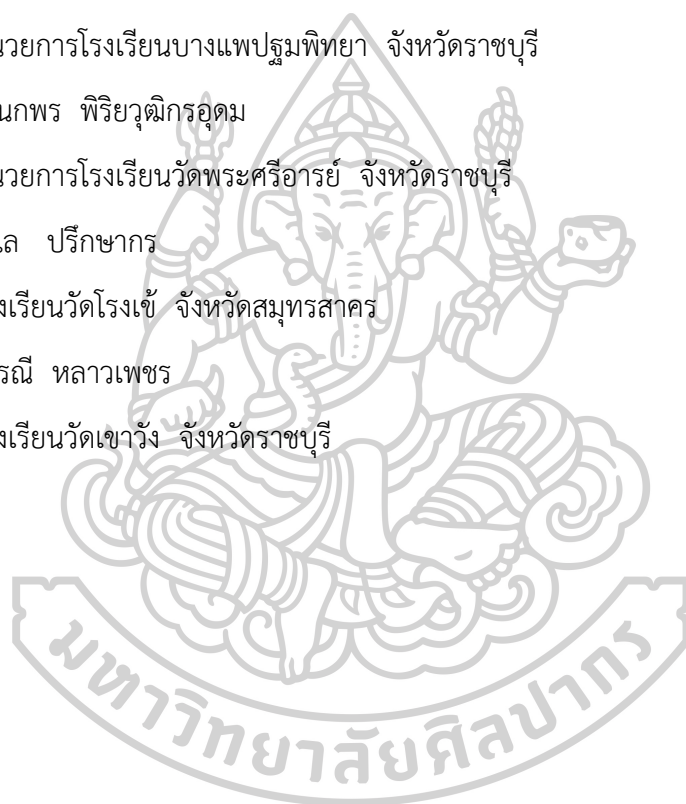 นวยการโรงเรียนบางแพปฐมพิทยา จังหวัดราชบุรี
นกพร พิริยวุฒิกรอุดม
นวยการโรงเรียนวัดพระศรีอารย์ จังหวัดราชบุรี
ล ปรึกษากร
งเรียนวัดโรงเข้ จังหวัดสมุทรสาคร
รณี หลาวเพชร
งเรียนวัดเขาวัง จังหวัดราชบุรี
มหาวิทยาลัยศิลปากร